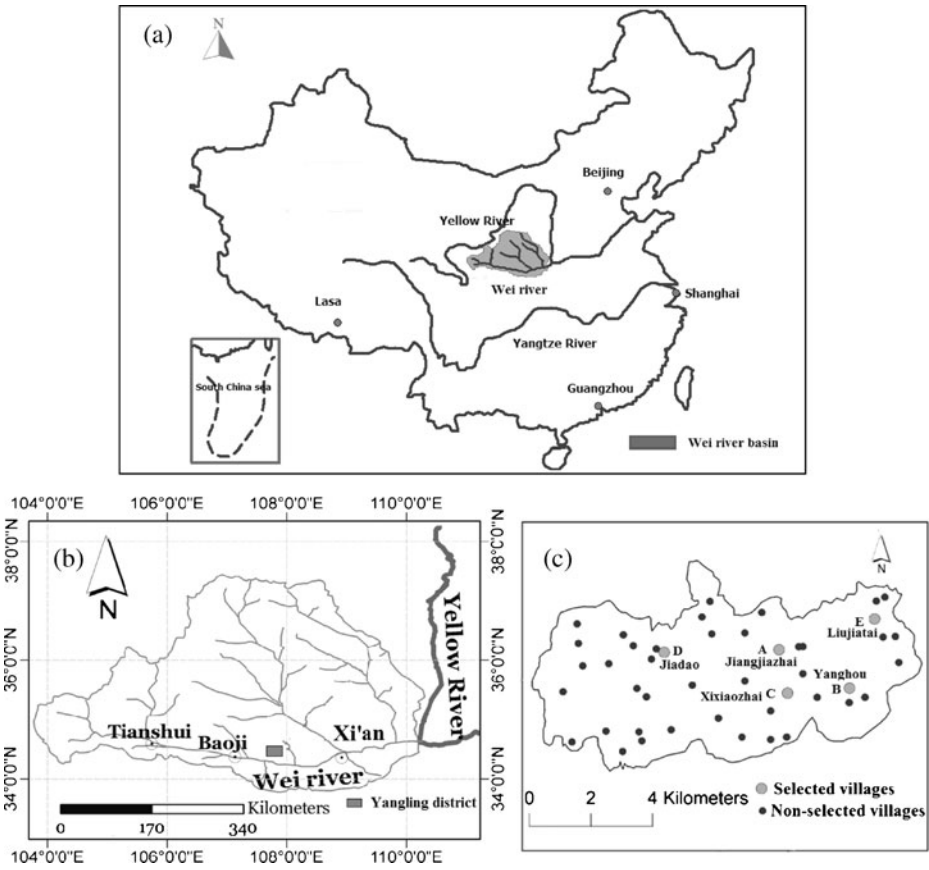 (a)
N
Beijing
Yellow River
Wei river
Shanghai
Lasa
Yangtze River
South China sea
Guangzhou
Wei river basin
104°0'0"E 106°0'0"E 108°0'0"E 110°0'0"E
38°0'0"N 38°0'0"N
(b)
N
Yellow River
36°0'0"N 36°0'0"N
Tianshui
Baoji
Xi'an
Wei river
34°0'0"N 34°0'0"N
Kilometers
Yangling district
0 170 340
104°0'0"E 106°0'0"E 108°0'0"E 110°0'0"E
(c)
N
E
Liujiatai
D
Jiadao
A
Jiangjiazhai
Yanghou
B
Xixiaozhai C
Selected villages
0 2 4 Kilometers
Non-selected villages